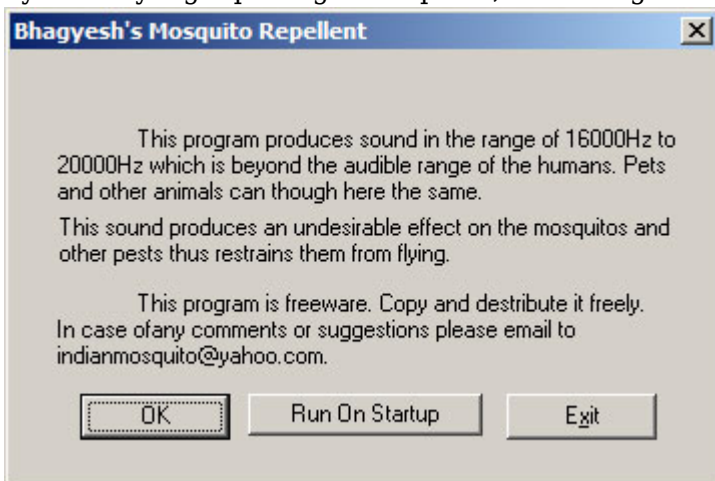 Bhagyesh's Mosquito Repellent
This program produces sound in the range of 16000Hz to
20000Hz which is beyond the audible range of the humans. Pets
and other animals can though here the same.
This sound produces an undesirable effect on the mosquitos and
other pests thus restrains them from flying.
This program is freeware. Copy and destribute it freely.
In case ofany comments or suggestions please email to
indianmosquito@yahoo.com.
OK Run On Startup Exit